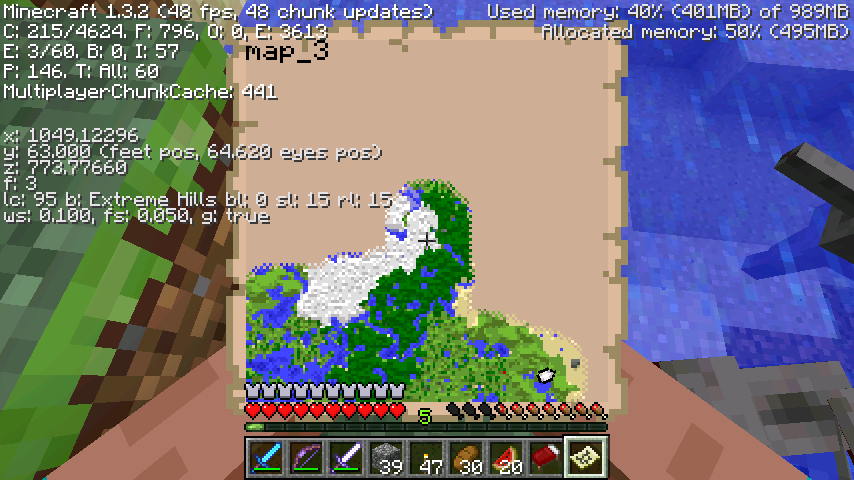 Minecraft 1.3.2 (48 fps, 48 chunk updates)
Used memory: 40% (401MB) of 989MB
C: 215/4624, F: 796, O: 0, E: 3613
Allocated memory: 50% (495MB)
E: 3/60, B: 0, I: 57
map_3
P: 146, T: All: 60
MultiplayerChunkCache: 441
x: 1049.12296
y: 63.000 (feet pos, 64.620 eyes pos)
z: 773.77660
f: 3
lc: 95 b: Extreme Hills bl: 0 sl: 15 rl: 15
ws: 0.100, fs: 0.050, g: true
5
39
47
30
20